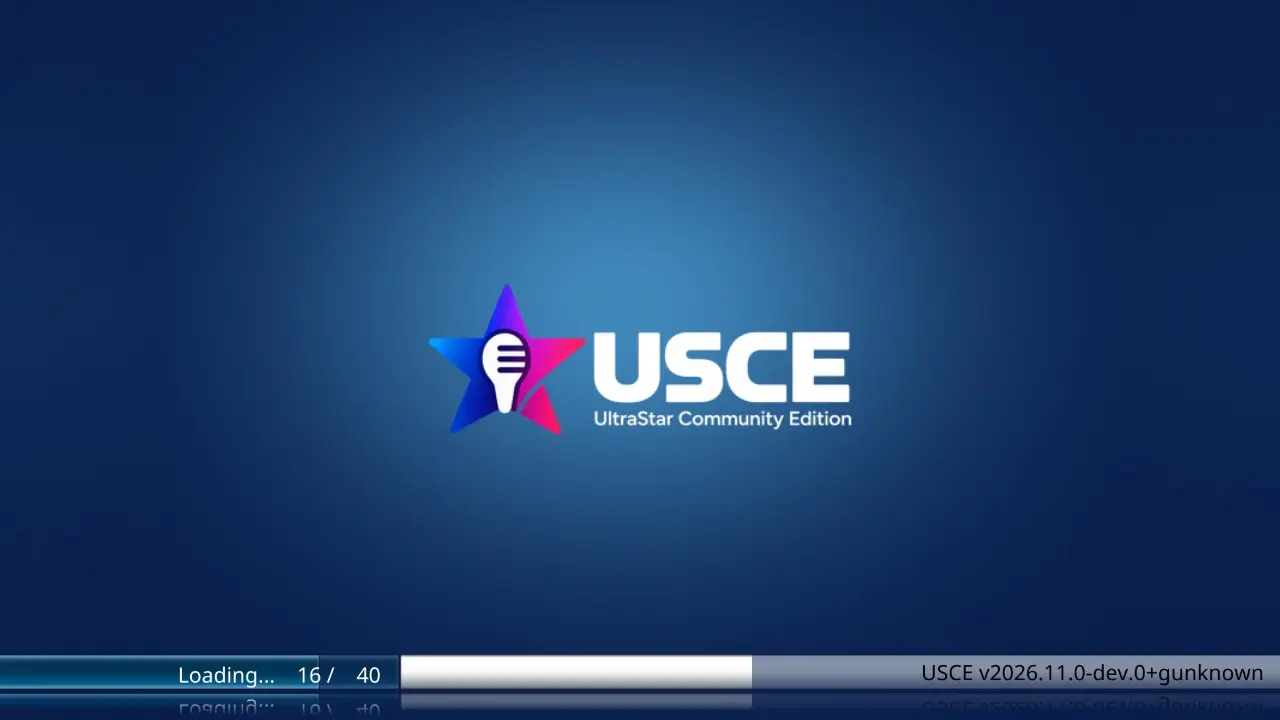 USCE
UltraStar Community Edition
Loading... 16 / 40
USCE v2026.11.0-dev.0+gunknown